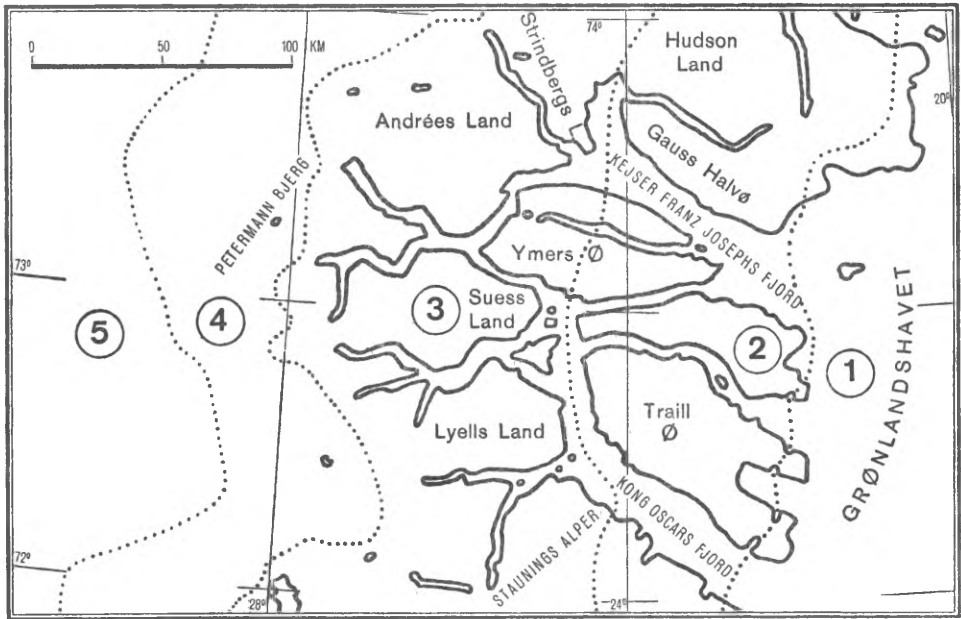 0 50 100 KM
74°
20°
Strindbergs
Hudson
Land
Andrées Land
Gauss Halvø
KEJSER FRANZ JOSEPHS FJORD
PETERMANN BJERG
Ymers Ø
73°
5
4
3
Suess
Land
2
1
GRØNLANDSHAVET
Traill
Ø
Lyells Land
KONG OSCARS FJORD
STAUNINGS ALPER
72°
28°
24°